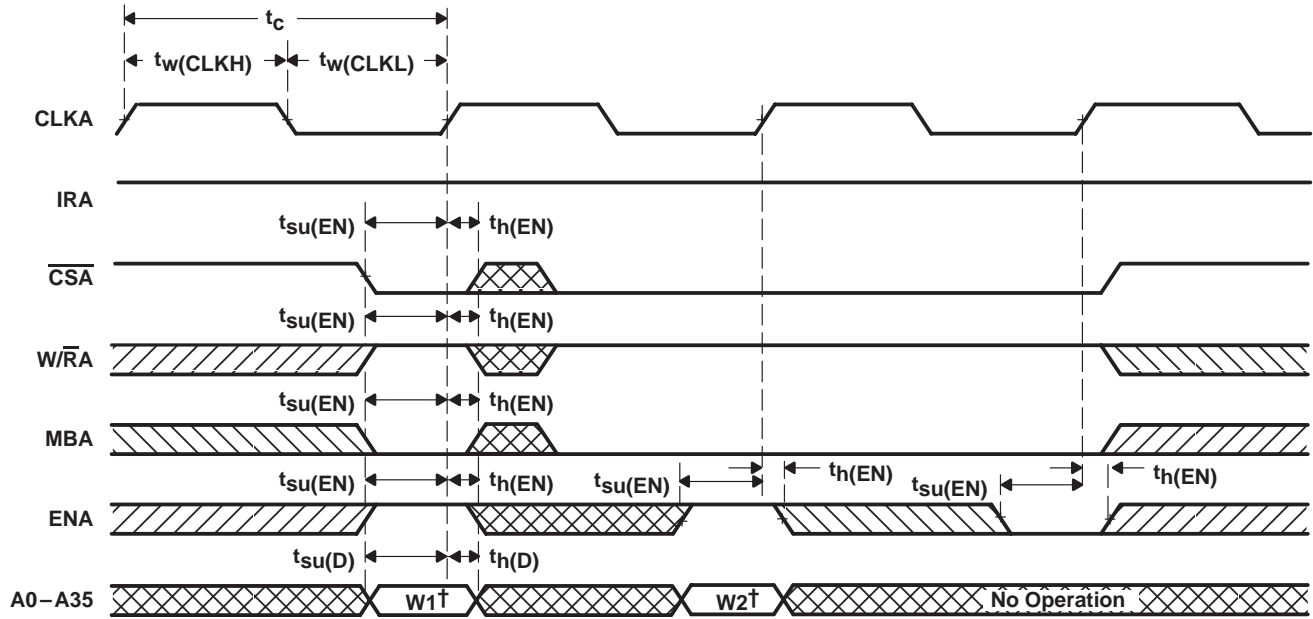 tc
tw(CLKH) tw(CLKL)
CLKA
IRA
tsu(EN) th(EN)
C̅S̅A̅
tsu(EN) th(EN)
W/R̅A
tsu(EN) th(EN)
MBA
tsu(EN) th(EN) tsu(EN) th(EN) tsu(EN) th(EN)
ENA
tsu(D) th(D)
A0–A35 W1† W2† No Operation